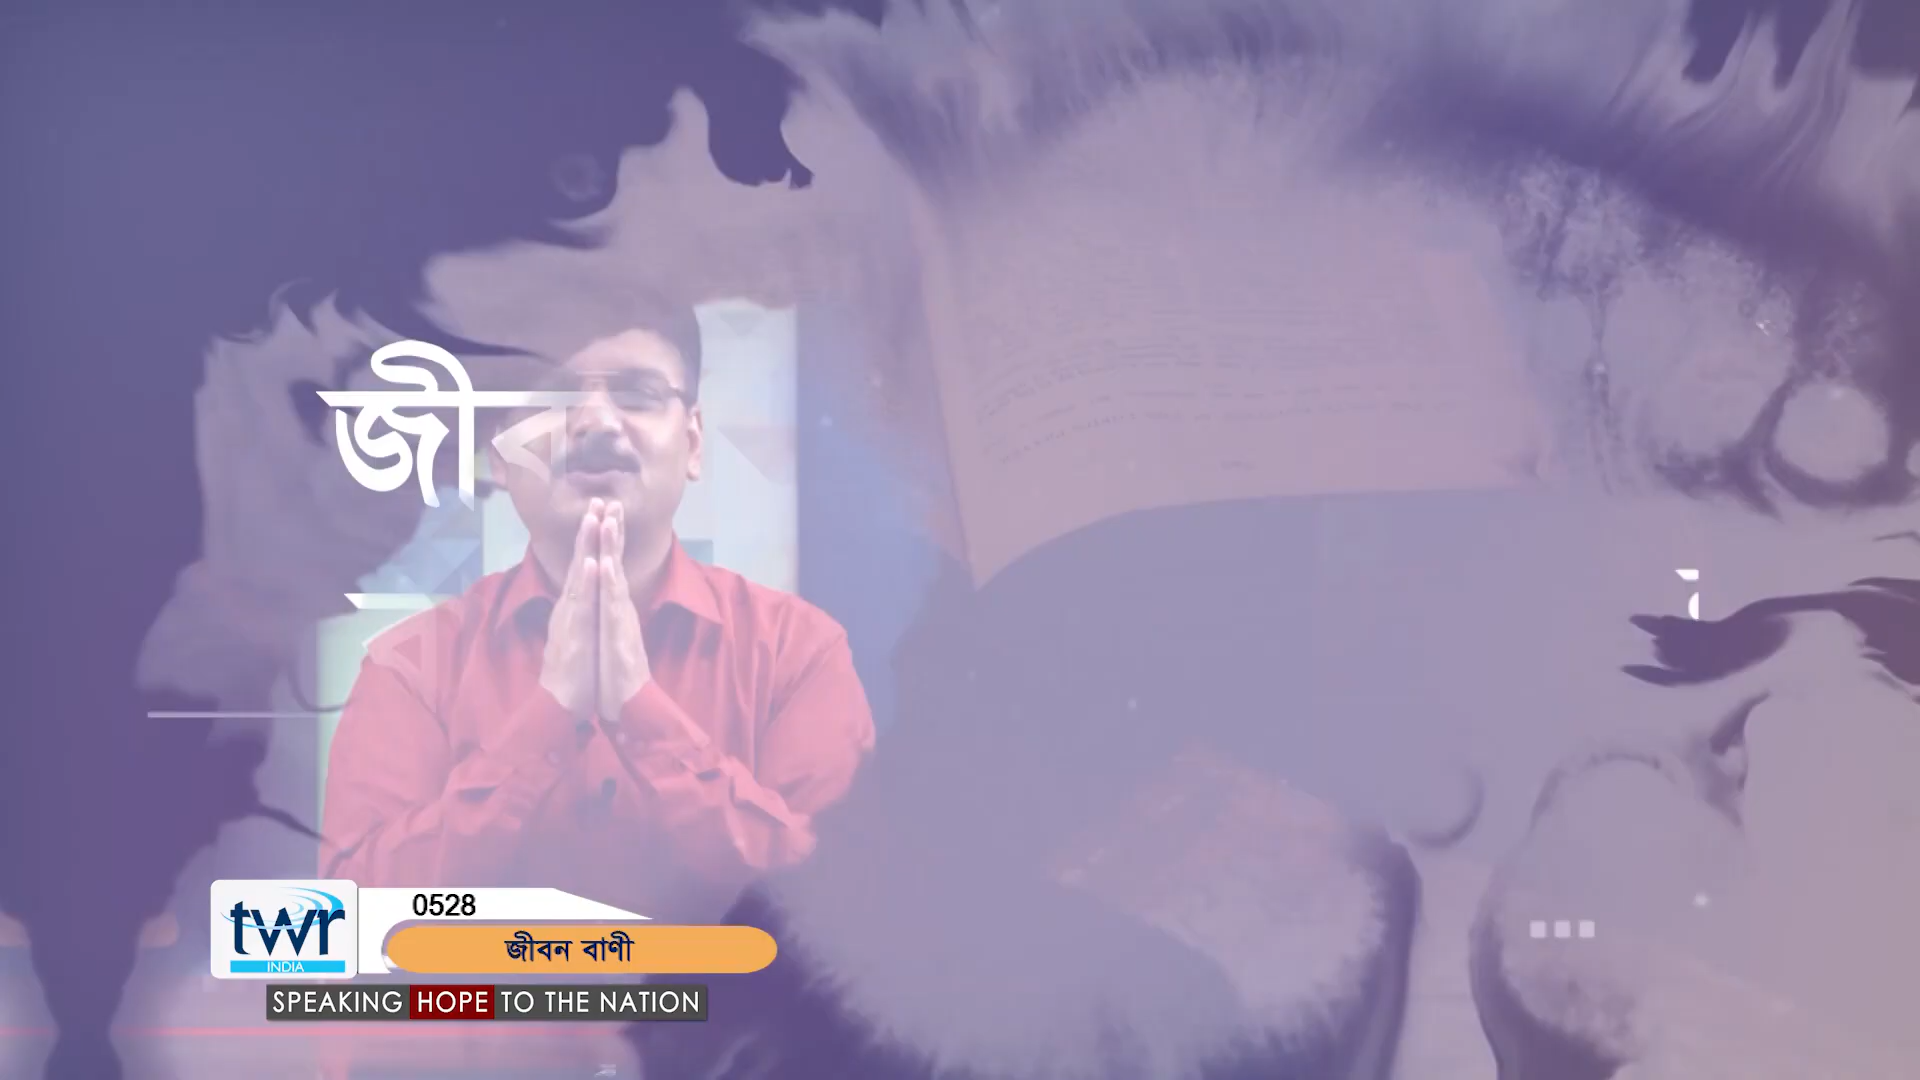 জীব
ব
twr
INDIA
0528
জীবন বাণী
SPEAKING HOPE TO THE NATION